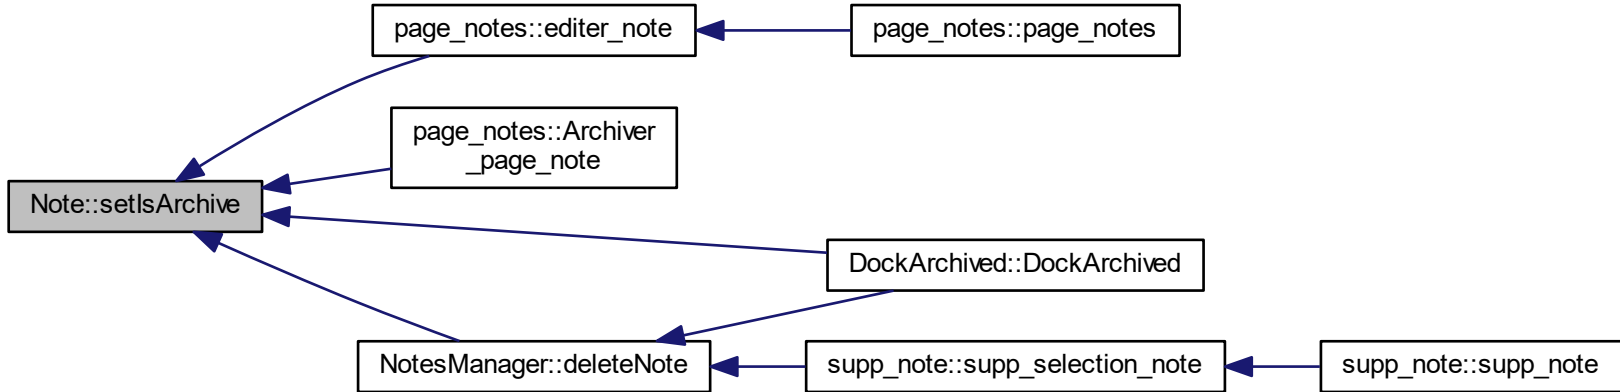 page_notes::editer_note
page_notes::page_notes
page_notes::Archiver
_page_note
Note::setIsArchive
DockArchived::DockArchived
NotesManager::deleteNote
supp_note::supp_selection_note
supp_note::supp_note